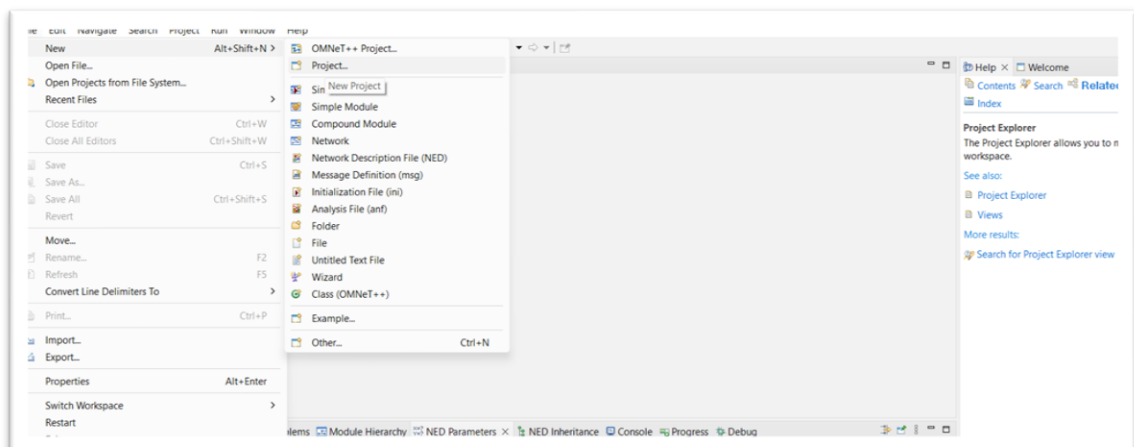 Edit Navigate Search Project Run Window Help
New Alt+Shift+N >
Open File...
Open Projects from File System...
Recent Files >
Close Editor Ctrl+W
Close All Editors Ctrl+Shift+W
Save Ctrl+S
Save As...
Save All Ctrl+Shift+S
Revert
Move...
Rename... F2
Refresh F5
Convert Line Delimiters To >
Print... Ctrl+P
Import...
Export...
Properties Alt+Enter
Switch Workspace >
Restart
OMNeT++ Project...
Project...
New Project
Simple Module
Compound Module
Network
Network Description File (NED)
Message Definition (msg)
Initialization File (ini)
Analysis File (anf)
Folder
File
Untitled Text File
Wizard
Class (OMNeT++)
Example...
Other... Ctrl+N
Help × Welcome
Contents Search
Index
Project Explorer
The Project Explorer allows you to
workspace.
See also:
Project Explorer
Views
More results:
Search for Project Explorer view
Module Hierarchy NED Parameters × NED Inheritance Console Progress Debug